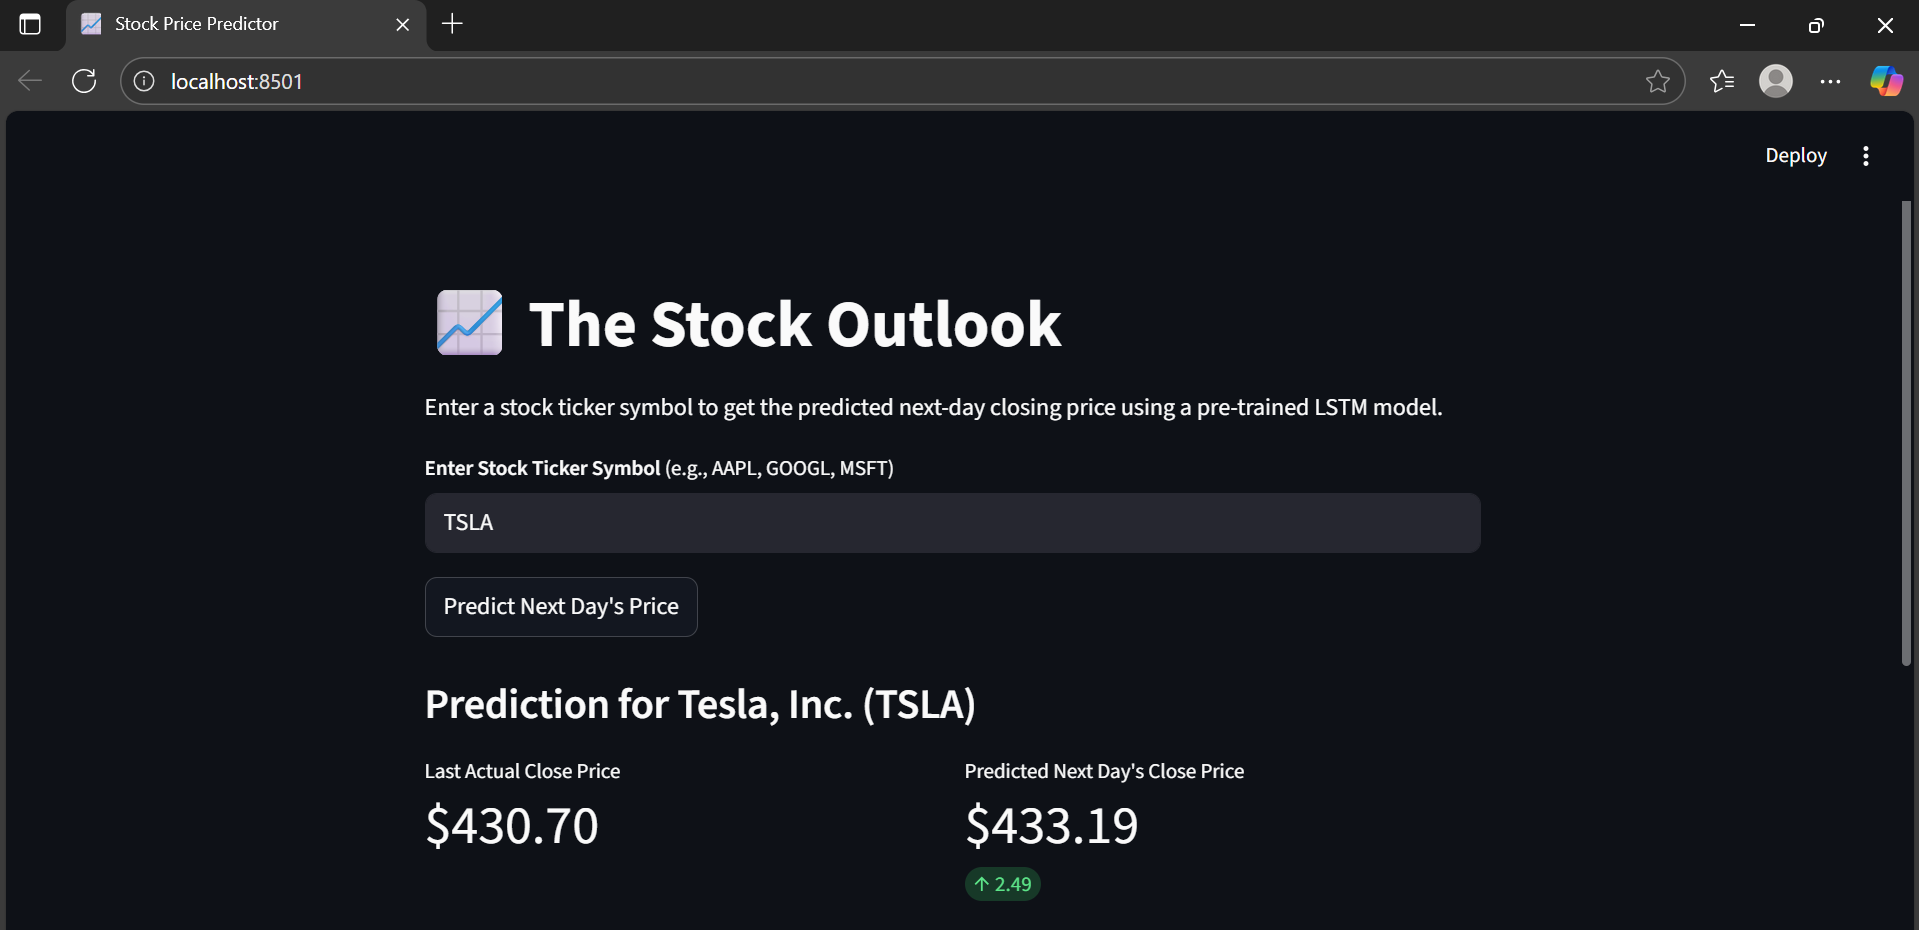 Stock Price Predictor
localhost:8501
Deploy
The Stock Outlook
Enter a stock ticker symbol to get the predicted next-day closing price using a pre-trained LSTM model.
Enter Stock Ticker Symbol (e.g., AAPL, GOOGL, MSFT)
TSLA
Predict Next Day's Price
Prediction for Tesla, Inc. (TSLA)
Last Actual Close Price
$430.70
Predicted Next Day's Close Price
$433.19
↑ 2.49